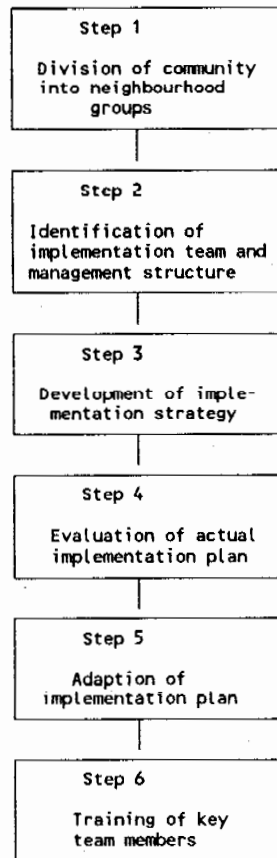 Step 1
Division of community
into neighbourhood
groups
Step 2
Identification of
implementation team and
management structure
Step 3
Development of imple-
mentation strategy
Step 4
Evaluation of actual
implementation plan
Step 5
Adaption of
implementation plan
Step 6
Training of key
team members